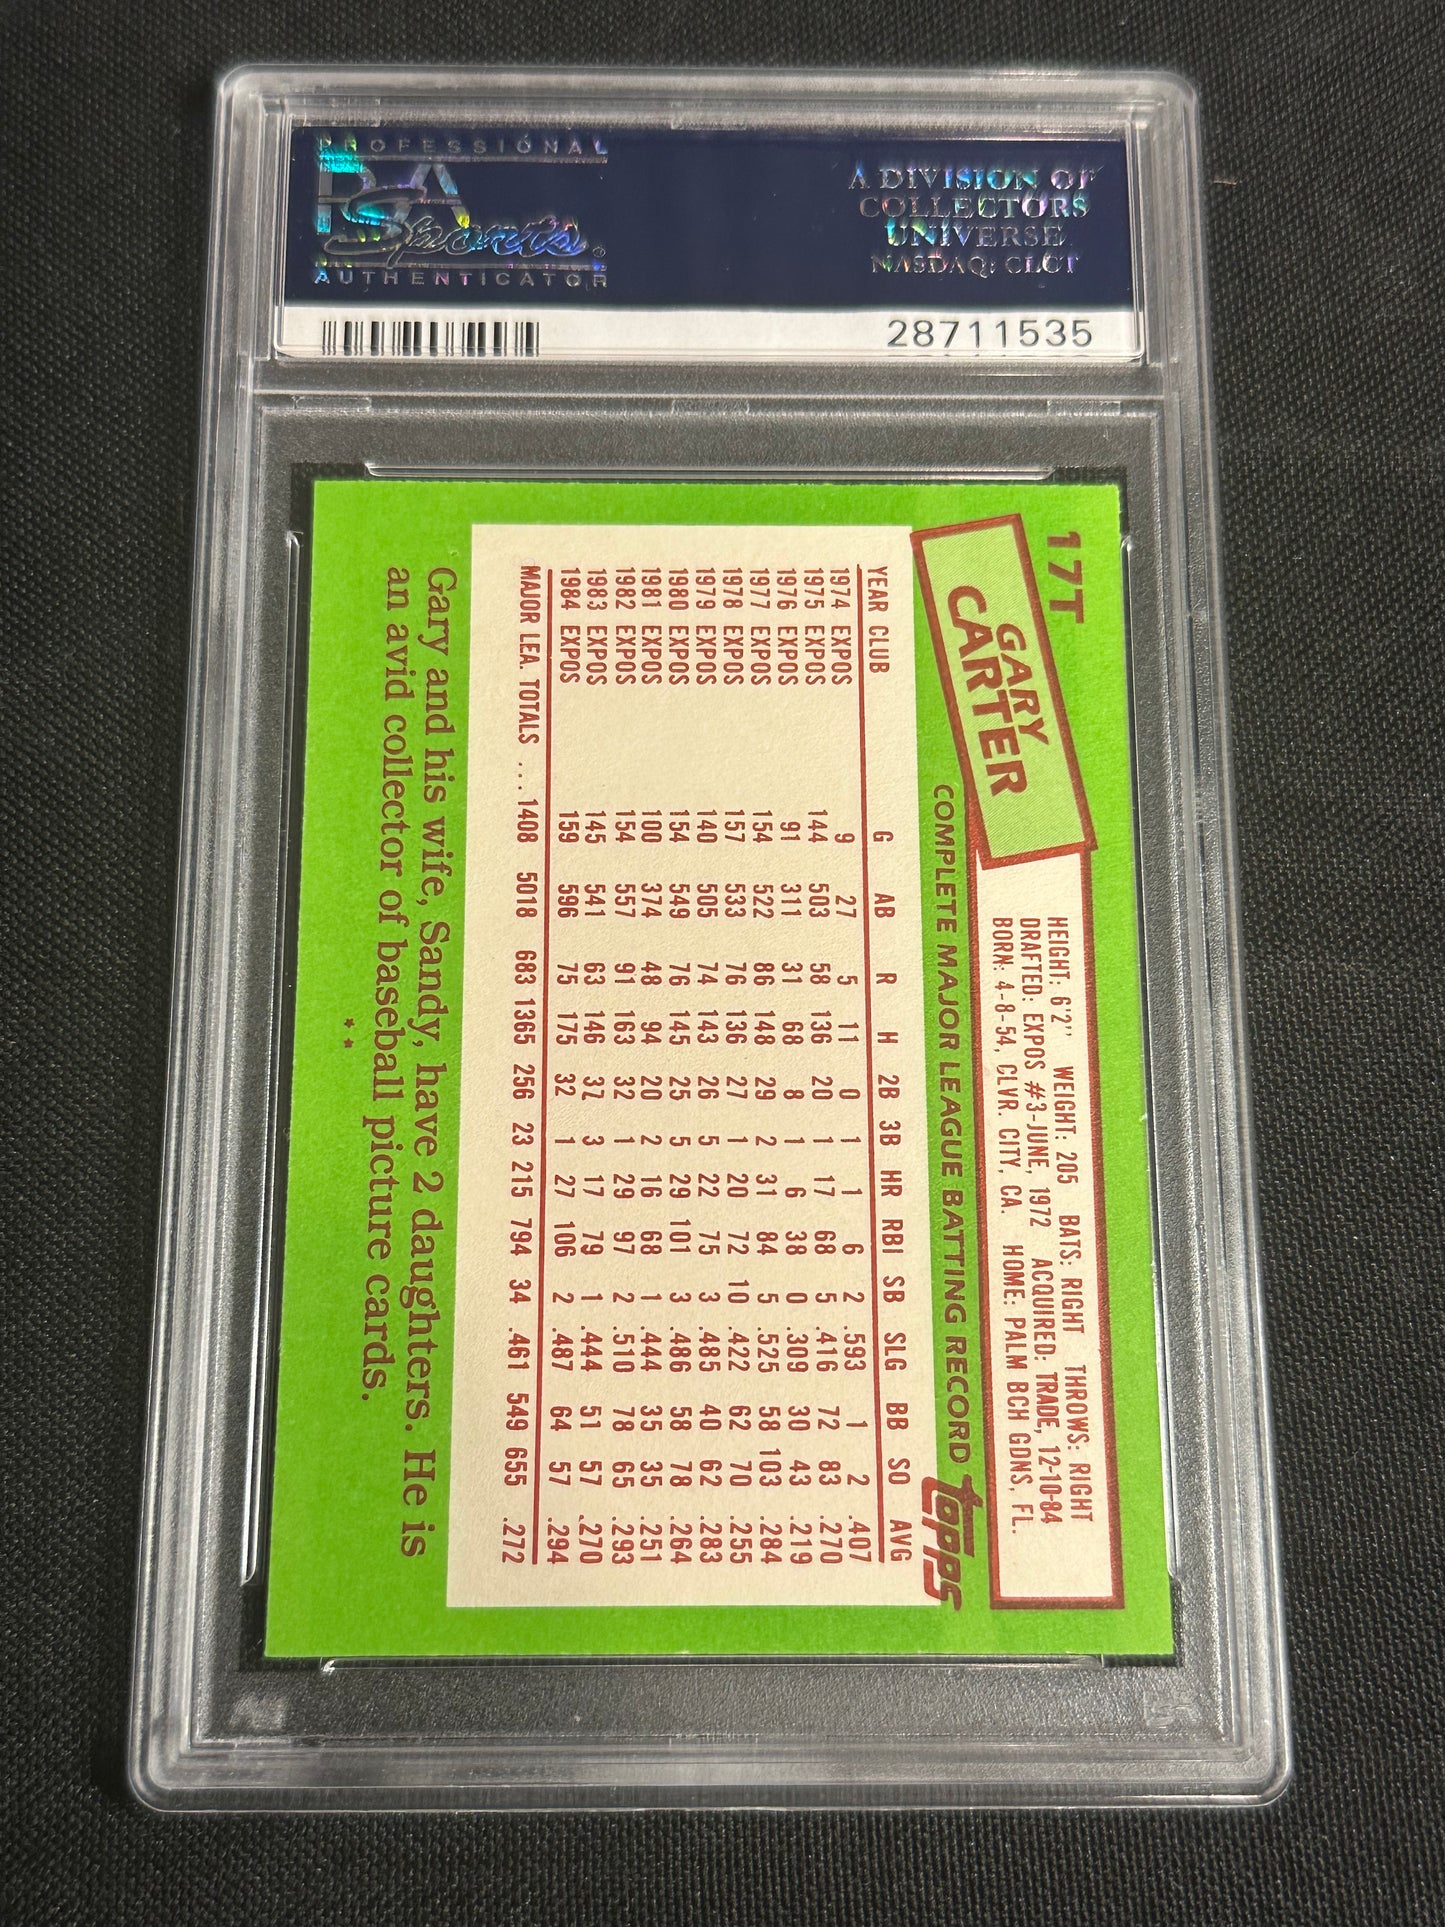 PROFESSIONAL
PSA
Sports®
AUTHENTICATOR
A DIVISION OF
COLLECTORS
UNIVERSE
NASDAQ: CLCT
28711535
17T
GARY
CARTER
HEIGHT: 6'2" WEIGHT: 205 BATS: RIGHT THROWS: RIGHT
DRAFTED: EXPOS #3-JUNE, 1972 ACQUIRED: TRADE, 12-10-84
BORN: 4-8-54, CLVR. CITY, CA. HOME: PALM BCH GDNS, FL.
COMPLETE MAJOR LEAGUE BATTING RECORD
topps
YEAR CLUB G AB R H 2B 3B HR RBI SB SLG BB SO AVG
1974 EXPOS 9 27 5 11 0 1 1 6 2 .593 1 2 .407
1975 EXPOS 144 503 58 136 20 1 17 68 5 .416 72 83 .270
1976 EXPOS 91 311 31 68 8 1 6 38 0 .309 30 43 .219
1977 EXPOS 154 522 86 148 29 2 31 84 5 .525 58 103 .284
1978 EXPOS 157 533 76 136 27 1 20 72 10 .422 62 70 .255
1979 EXPOS 140 505 74 143 26 5 22 75 3 .485 40 62 .283
1980 EXPOS 154 549 76 145 25 5 29 101 3 .486 58 78 .264
1981 EXPOS 100 374 48 94 20 2 16 68 1 .444 35 35 .251
1982 EXPOS 154 557 91 163 32 1 29 97 2 .510 78 65 .293
1983 EXPOS 145 541 63 146 37 3 17 79 1 .444 51 57 .270
1984 EXPOS 159 596 75 175 32 1 27 106 2 .487 64 57 .294
MAJOR LEA. TOTALS ... 1408 5018 683 1365 256 23 215 794 34 .461 549 655 .272
Gary and his wife, Sandy, have 2 daughters. He is
an avid collector of baseball picture cards.
**